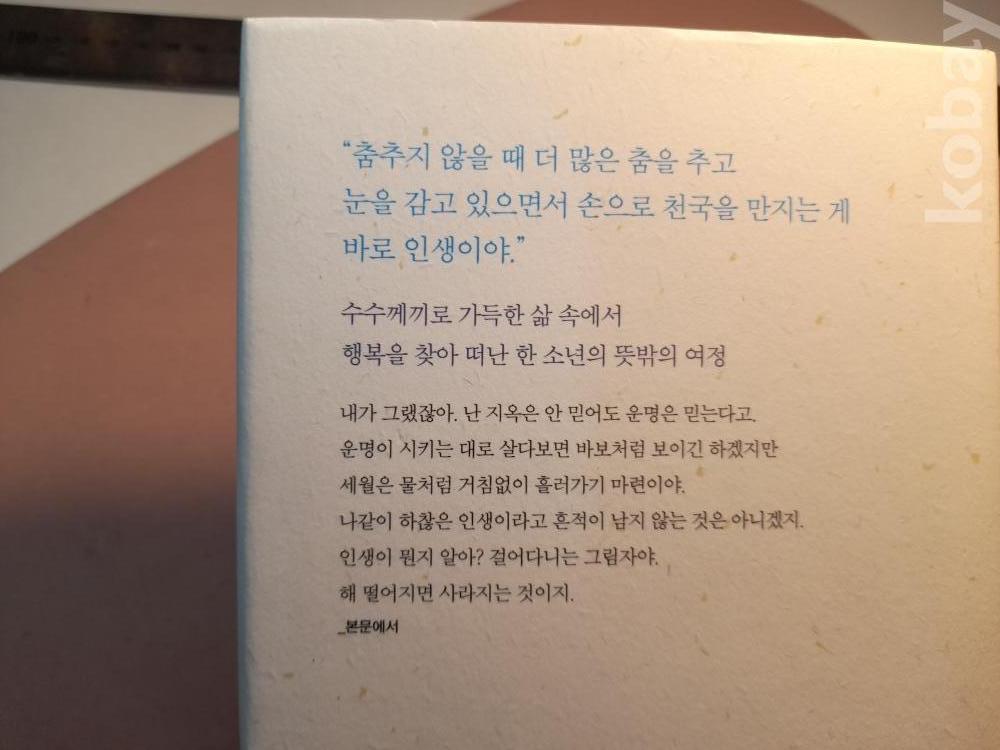 “춤추지 않을 때 더 많은 춤을 추고
눈을 감고 있으면서 손으로 천국을 만지는 게
바로 인생이야.”
수수께끼로 가득한 삶 속에서
행복을 찾아 떠난 한 소년의 뜻밖의 여정
내가 그랬잖아. 난 지옥은 안 믿어도 운명은 믿는다고.
운명이 시키는 대로 살다보면 바보처럼 보이긴 하겠지만
세월은 물처럼 거침없이 흘러가기 마련이야.
나같이 하찮은 인생이라고 흔적이 남지 않는 것은 아니겠지.
인생이 뭔지 알아? 걸어다니는 그림자야.
해 떨어지면 사라지는 것이지.
_본문에서
kobay